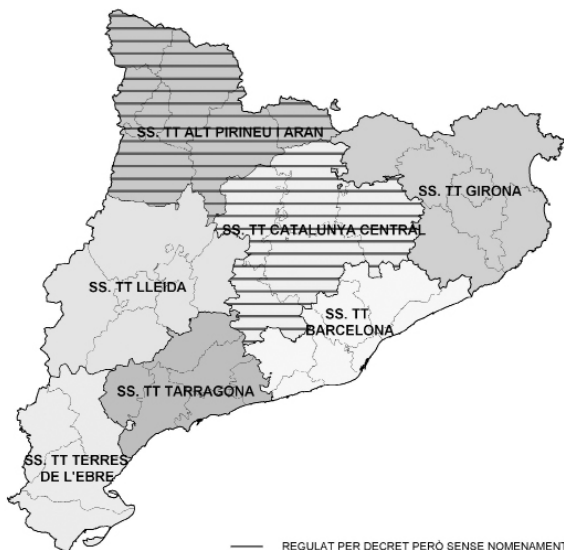 SS. TT ALT PIRINEU I ARAN
SS. TT GIRONA
SS. TT CATALUNYA CENTRAL
SS. TT LLEIDA
SS. TT
BARCELONA
SS. TT TARRAGONA
SS. TT TERRES
DE L'EBRE
REGULAT PER DECRET PERÒ SENSE NOMENAMENT